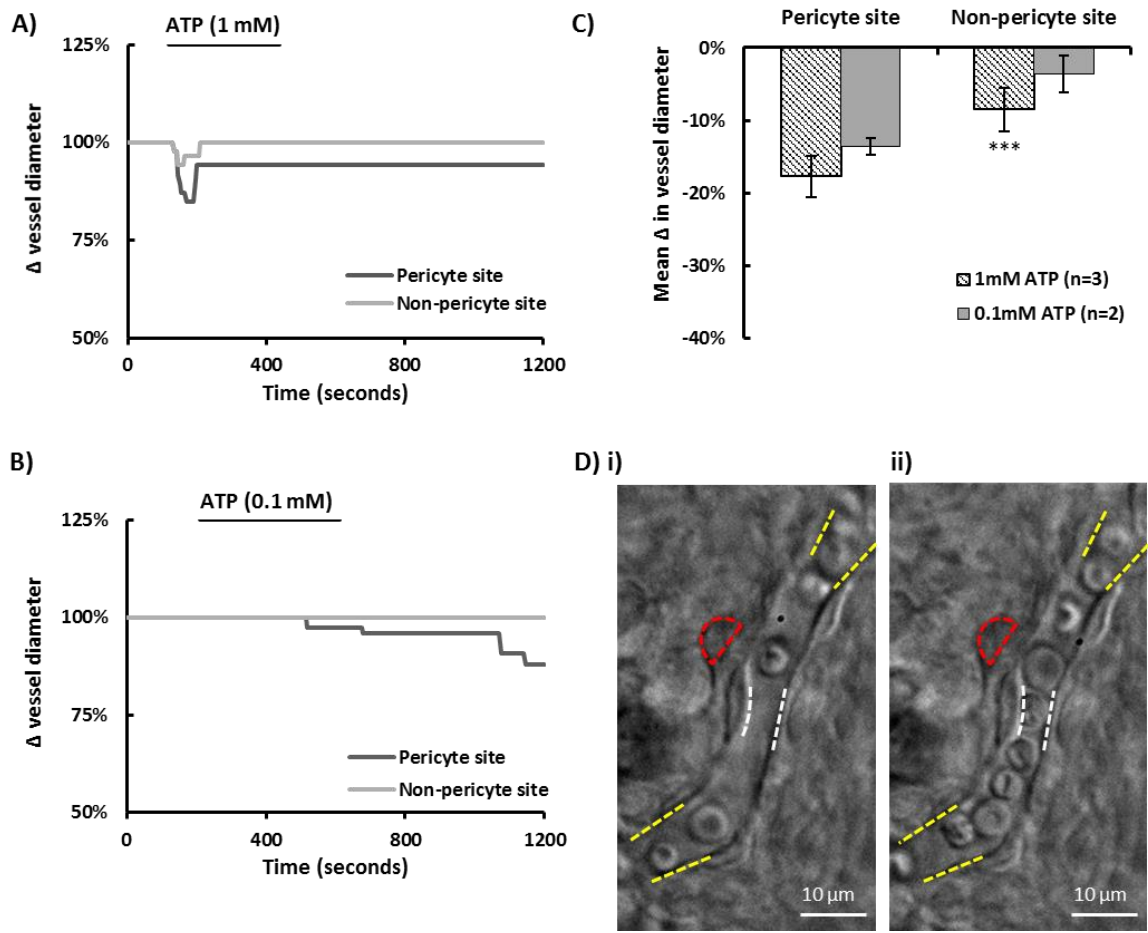 A)
ATP (1 mM)
125%
100%
75%
50%
Δ vessel diameter
Pericyte site
Non-pericyte site
0
400
800
1200
Time (seconds)
B)
ATP (0.1 mM)
125%
100%
75%
50%
Δ vessel diameter
Pericyte site
Non-pericyte site
0
400
800
1200
Time (seconds)
C)
Pericyte site
Non-pericyte site
0%
-10%
-20%
-30%
-40%
Mean Δ in vessel diameter
***
1mM ATP (n=3)
0.1mM ATP (n=2)
D) i)
10 µm
ii)
10 µm